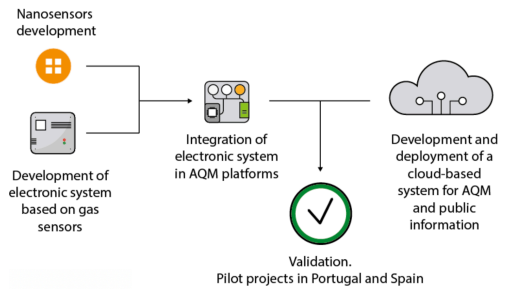 Nanosensors
development
Development of
electronic system
based on gas
sensors
Integration of
electronic system
in AQM platforms
Validation.
Pilot projects in Portugal and Spain
Development and
deployment of a
cloud-based
system for AQM
and public
information